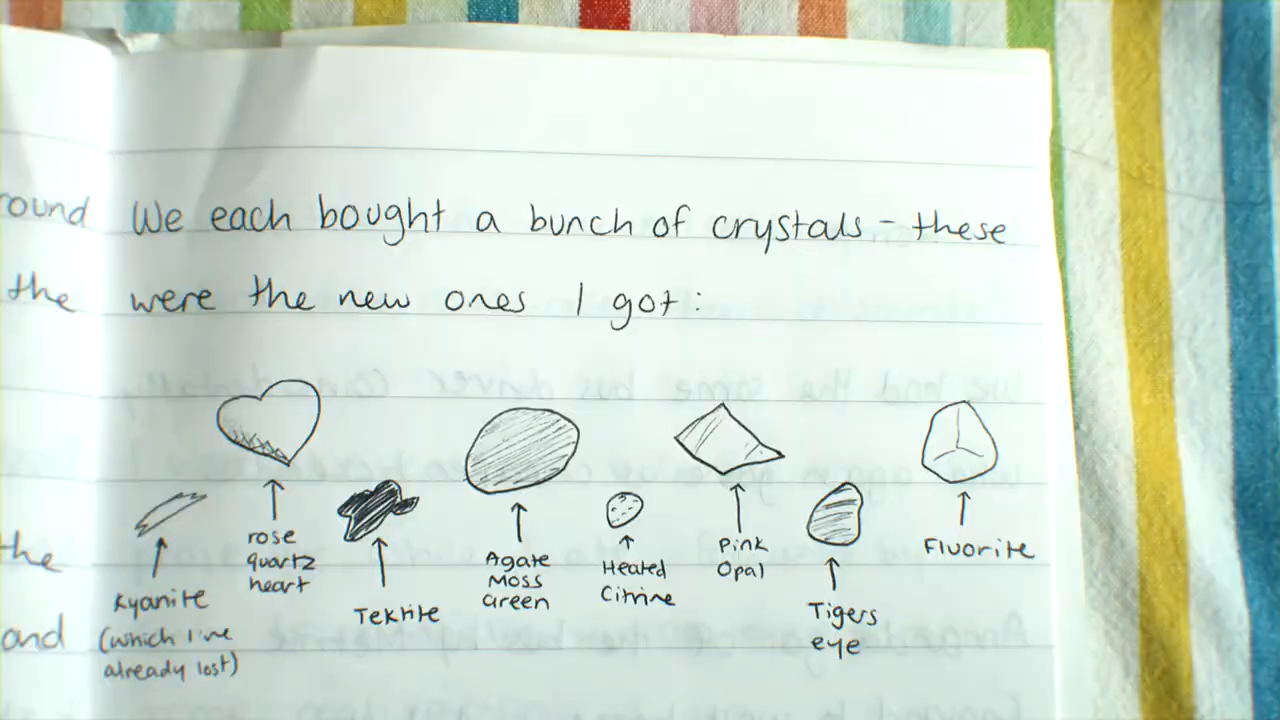 round
the
the
and
We each bought a bunch of crystals - these
were the new ones I got:
Kyanite
(which I've
already lost)
rose
quartz
heart
Tektite
Agate
Moss
Green
Heated
Citrine
Pink
Opal
Tigers
eye
Fluorite